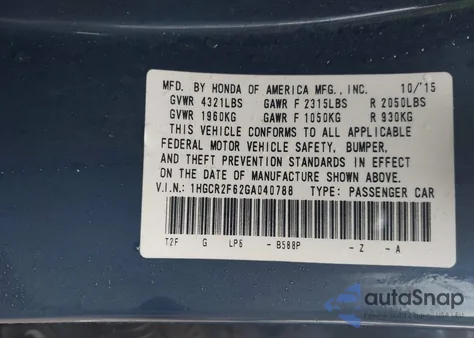 MFD. BY HONDA OF AMERICA MFG., INC. 10/'15
GVWR 4321LBS GAWR F 2315LBS R 2050LBS
GVWR 1960KG GAWR F 1050KG R 930KG
THIS VEHICLE CONFORMS TO ALL APPLICABLE
FEDERAL MOTOR VEHICLE SAFETY, BUMPER,
AND THEFT PREVENTION STANDARDS IN EFFECT
ON THE DATE OF MANUFACTURE SHOWN ABOVE.
V.I.N.: 1HGCR2F62GA040788 TYPE: PASSENGER CAR
T2F G LP6 - B588P - Z - A
autoSnap